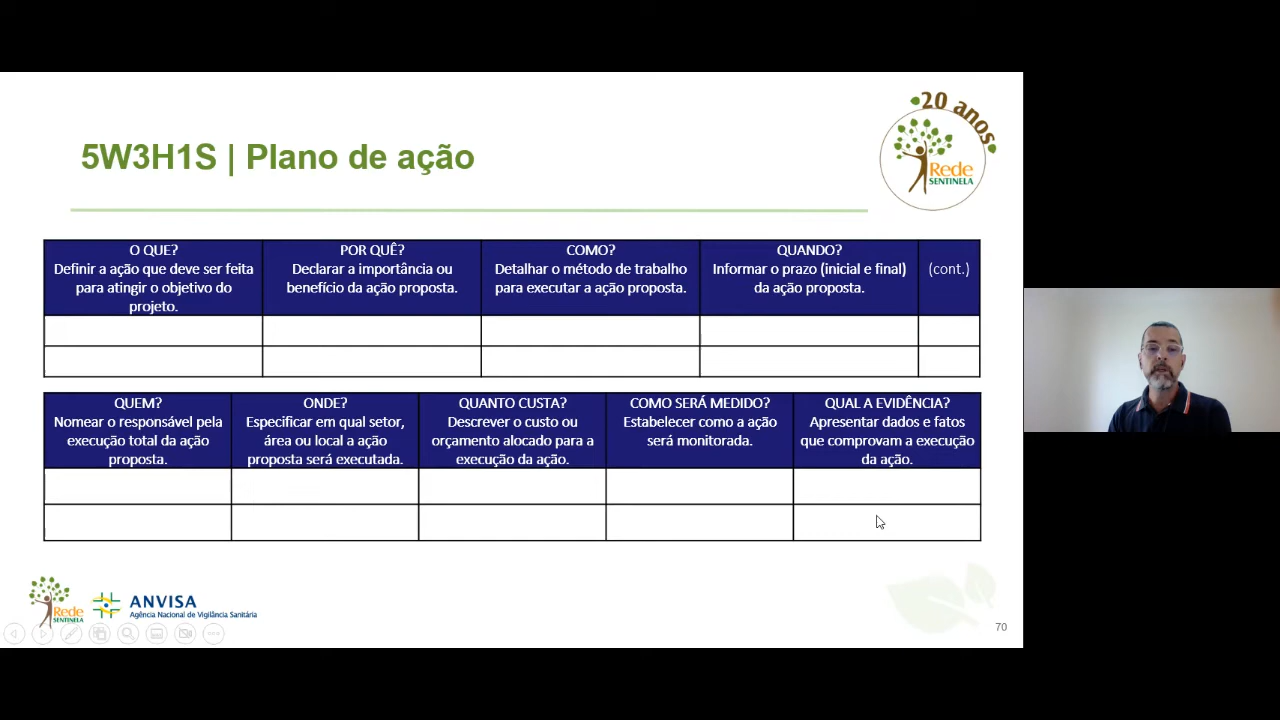 20 anos
Rede
SENTINELA
5W3H1S | Plano de ação
O QUE?
Definir a ação que deve ser feita
para atingir o objetivo do
projeto.
POR QUÊ?
Declarar a importância ou
benefício da ação proposta.
COMO?
Detalhar o método de trabalho
para executar a ação proposta.
QUANDO?
Informar o prazo (inicial e final)
da ação proposta.
(cont.)
QUEM?
Nomear o responsável pela
execução total da ação
proposta.
ONDE?
Especificar em qual setor,
área ou local a ação
proposta será executada.
QUANTO CUSTA?
Descrever o custo ou
orçamento alocado para a
execução da ação.
COMO SERÁ MEDIDO?
Estabelecer como a ação
será monitorada.
QUAL A EVIDÊNCIA?
Apresentar dados e fatos
que comprovam a execução
da ação.
Rede
SENTINELA
ANVISA
Agência Nacional de Vigilância Sanitária
70